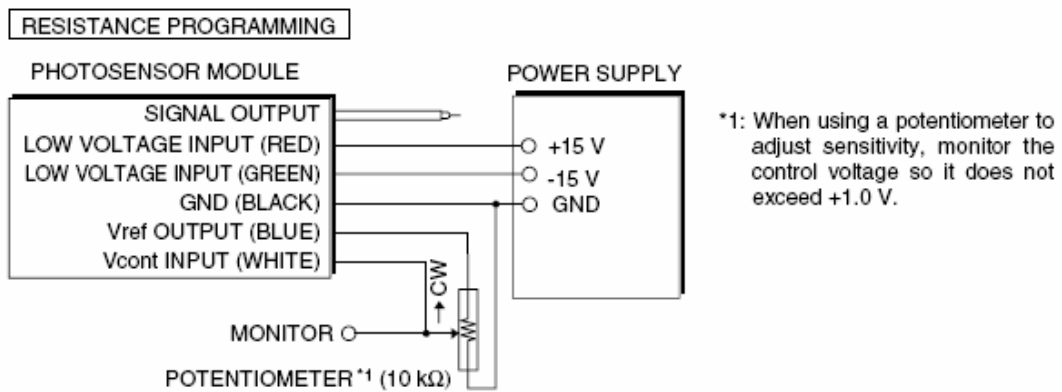 RESISTANCE PROGRAMMING
PHOTOSENSOR MODULE
SIGNAL OUTPUT
LOW VOLTAGE INPUT (RED)
LOW VOLTAGE INPUT (GREEN)
GND (BLACK)
Vref OUTPUT (BLUE)
Vcont INPUT (WHITE)
POWER SUPPLY
+15 V
-15 V
GND
CW
MONITOR
POTENTIOMETER *1 (10 kΩ)
*1: When using a potentiometer to
adjust sensitivity, monitor the
control voltage so it does not
exceed +1.0 V.